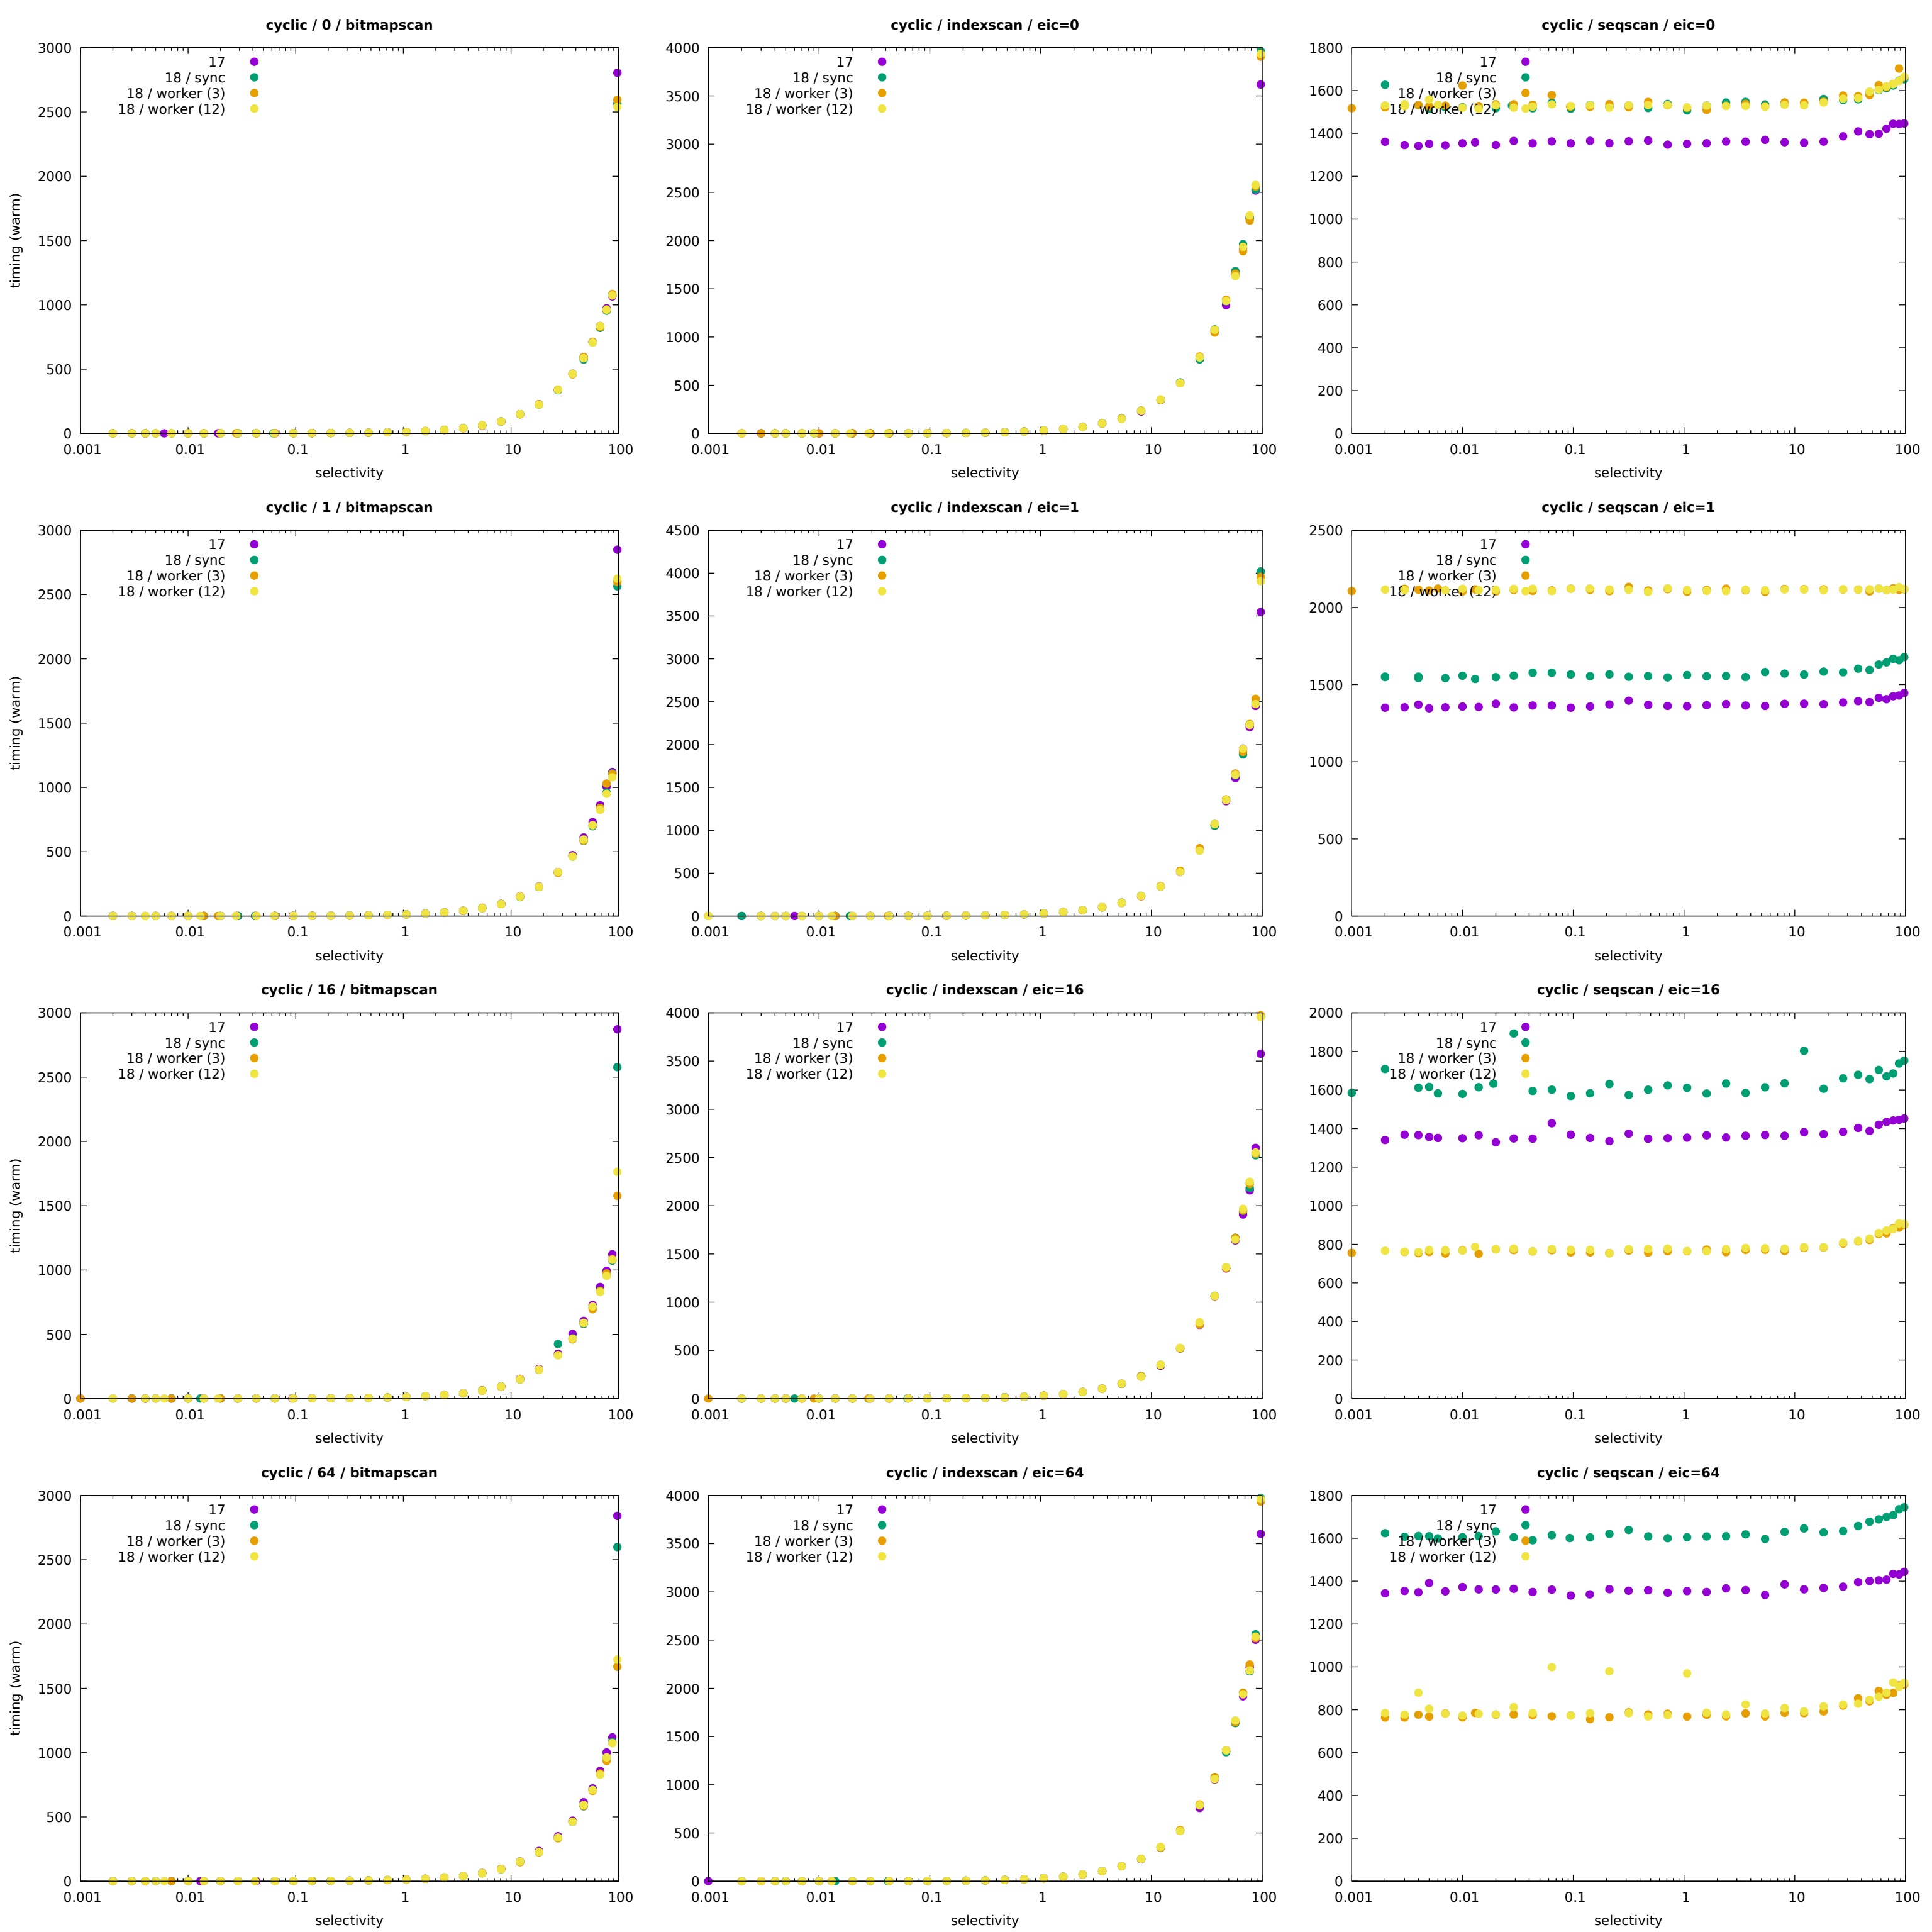 cyclic / 0 / bitmapscan
17
18 / sync
18 / worker (3)
18 / worker (12)
3000
2500
2000
1500
1000
500
0
timing (warm)
0.001 0.01 0.1 1 10 100
selectivity
cyclic / indexscan / eic=0
17
18 / sync
18 / worker (3)
18 / worker (12)
4000
3500
3000
2500
2000
1500
1000
500
0
0.001 0.01 0.1 1 10 100
selectivity
cyclic / seqscan / eic=0
17
18 / sync
18 / worker (3)
18 / worker (12)
1800
1600
1400
1200
1000
800
600
400
200
0
0.001 0.01 0.1 1 10 100
selectivity
cyclic / 1 / bitmapscan
17
18 / sync
18 / worker (3)
18 / worker (12)
3000
2500
2000
1500
1000
500
0
timing (warm)
0.001 0.01 0.1 1 10 100
selectivity
cyclic / indexscan / eic=1
17
18 / sync
18 / worker (3)
18 / worker (12)
4500
4000
3500
3000
2500
2000
1500
1000
500
0
0.001 0.01 0.1 1 10 100
selectivity
cyclic / seqscan / eic=1
17
18 / sync
18 / worker (3)
18 / worker (12)
2500
2000
1500
1000
500
0
0.001 0.01 0.1 1 10 100
selectivity
cyclic / 16 / bitmapscan
17
18 / sync
18 / worker (3)
18 / worker (12)
3000
2500
2000
1500
1000
500
0
timing (warm)
0.001 0.01 0.1 1 10 100
selectivity
cyclic / indexscan / eic=16
17
18 / sync
18 / worker (3)
18 / worker (12)
4000
3500
3000
2500
2000
1500
1000
500
0
0.001 0.01 0.1 1 10 100
selectivity
cyclic / seqscan / eic=16
17
18 / sync
18 / worker (3)
18 / worker (12)
2000
1800
1600
1400
1200
1000
800
600
400
200
0
0.001 0.01 0.1 1 10 100
selectivity
cyclic / 64 / bitmapscan
17
18 / sync
18 / worker (3)
18 / worker (12)
3000
2500
2000
1500
1000
500
0
timing (warm)
0.001 0.01 0.1 1 10 100
selectivity
cyclic / indexscan / eic=64
17
18 / sync
18 / worker (3)
18 / worker (12)
4000
3500
3000
2500
2000
1500
1000
500
0
0.001 0.01 0.1 1 10 100
selectivity
cyclic / seqscan / eic=64
17
18 / sync
18 / worker (3)
18 / worker (12)
1800
1600
1400
1200
1000
800
600
400
200
0
0.001 0.01 0.1 1 10 100
selectivity